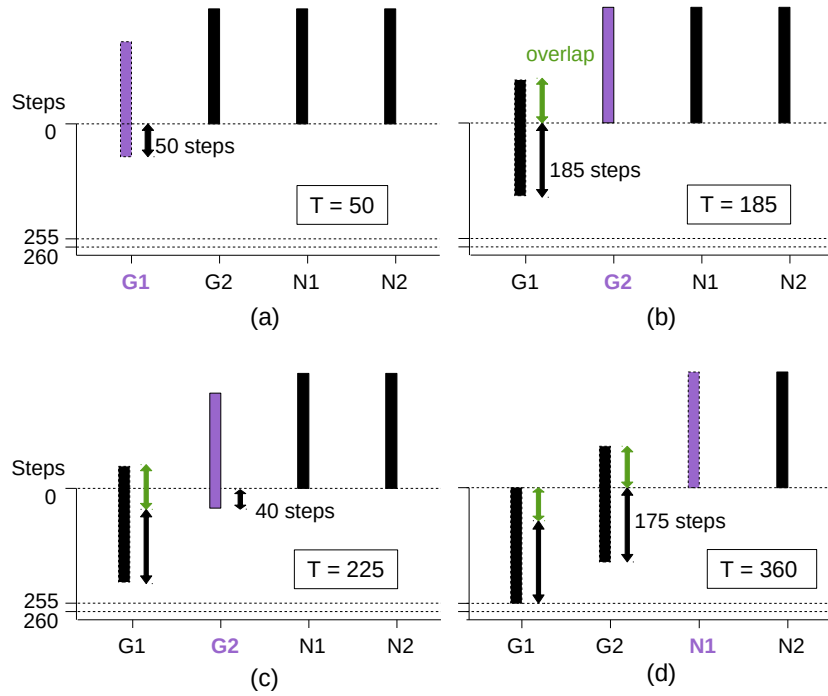 Steps
0
50 steps
T = 50
255
260
G1 G2 N1 N2
(a)
overlap
185 steps
T = 185
G1 G2 N1 N2
(b)
Steps
0
40 steps
T = 225
255
260
G1 G2 N1 N2
(c)
175 steps
T = 360
G1 G2 N1 N2
(d)